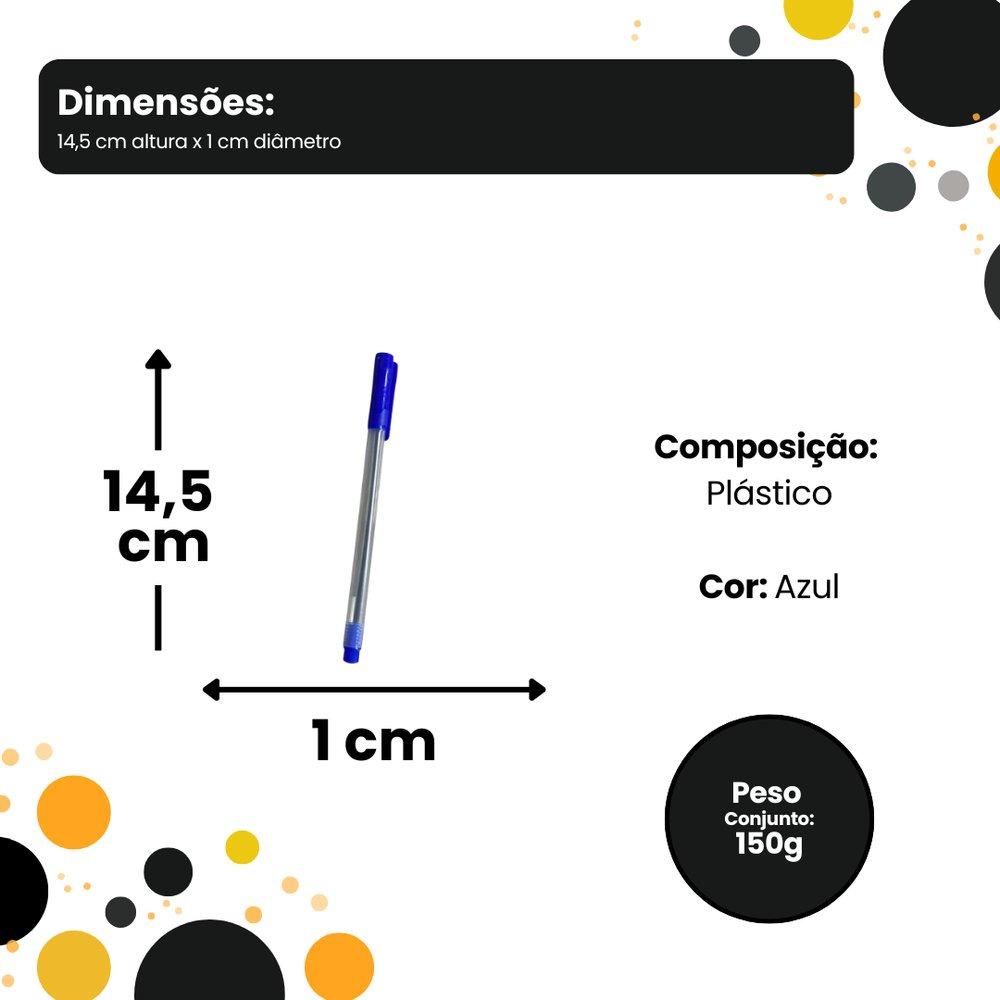 Dimensões:
14,5 cm altura x 1 cm diâmetro
14,5
cm
1 cm
Composição:
Plástico
Cor: Azul
Peso
Conjunto:
150g